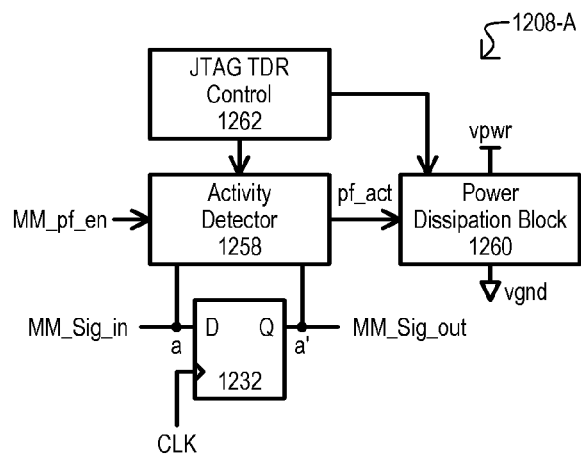 1208-A
JTAG TDR
Control
1262
vpwr
MM_pf_en
Activity
Detector
1258
pf_act
Power
Dissipation Block
1260
vgnd
MM_Sig_in
a
D
Q
1232
a'
MM_Sig_out
CLK